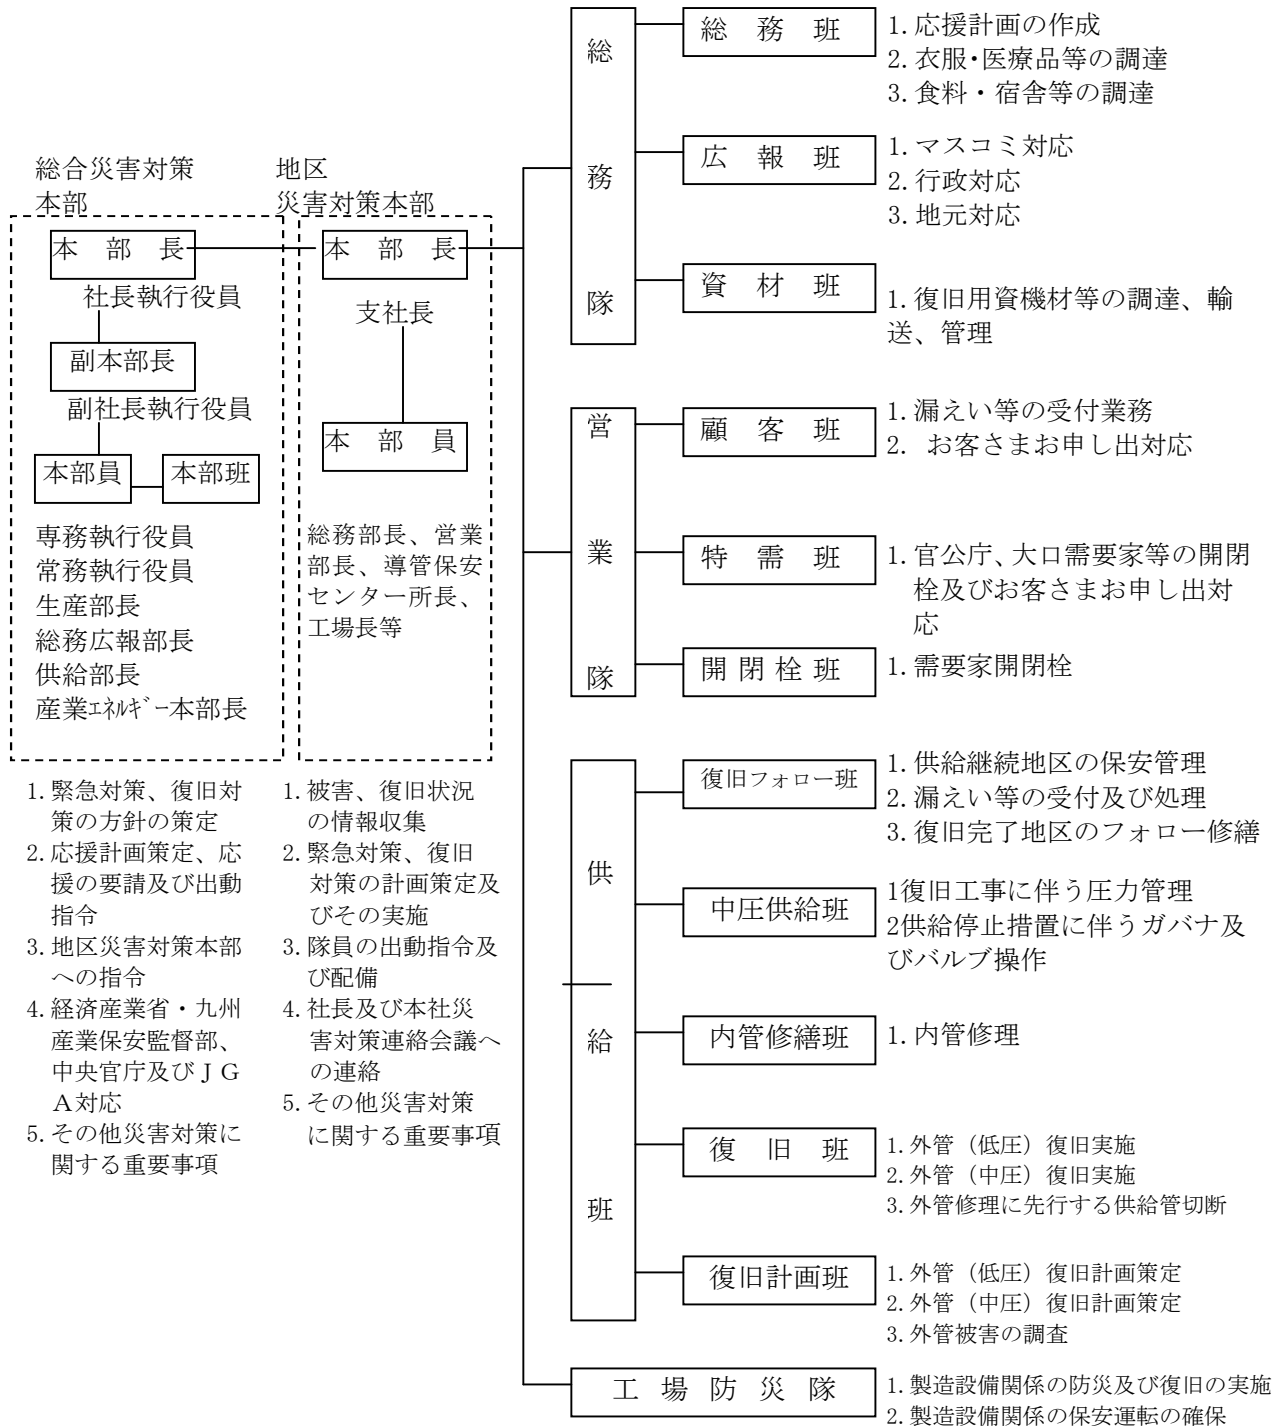 総合災害対策
本部
本　部　長
社長執行役員
副本部長
副社長執行役員
本部員
本部班
専務執行役員
常務執行役員
生産部長
総務広報部長
供給部長
産業ｴﾈﾙｷﾞｰ本部長
1. 緊急対策、復旧対
策の方針の策定
2. 応援計画策定、応
援の要請及び出動
指令
3. 地区災害対策本部
への指令
4. 経済産業省・九州
産業保安監督部、
中央官庁及びＪＧ
Ａ対応
5. その他災害対策に
関する重要事項
地区
災害対策本部
本　部　長
支社長
本　部　員
総務部長、営業
部長、導管保安
センター所長、
工場長等
1. 被害、復旧状況
の情報収集
2. 緊急対策、復旧
対策の計画策定及
びその実施
3. 隊員の出動指令及
び配備
4. 社長及び本社災
害対策連絡会議へ
の連絡
5. その他災害対策
に関する重要事項
総務隊
総　務　班
1. 応援計画の作成
2. 衣服・医療品等の調達
3. 食料・宿舎等の調達
広　報　班
1. マスコミ対応
2. 行政対応
3. 地元対応
資　材　班
1. 復旧用資機材等の調達、輸
送、管理
営業隊
顧　客　班
1. 漏えい等の受付業務
2. お客さまお申し出対応
特　需　班
1. 官公庁、大口需要家等の開閉
栓及びお客さまお申し出対
応
開閉栓班
1. 需要家開閉栓
供給班
復旧フォロー班
1. 供給継続地区の保安管理
2. 漏えい等の受付及び処理
3. 復旧完了地区のフォロー修繕
中圧供給班
1復旧工事に伴う圧力管理
2供給停止措置に伴うガバナ及
びバルブ操作
内管修繕班
1. 内管修理
復　旧　班
1. 外管（低圧）復旧実施
2. 外管（中圧）復旧実施
3. 外管修理に先行する供給管切断
復旧計画班
1. 外管（低圧）復旧計画策定
2. 外管（中圧）復旧計画策定
3. 外管被害の調査
工　場　防　災　隊
1. 製造設備関係の防災及び復旧の実施
2. 製造設備関係の保安運転の確保